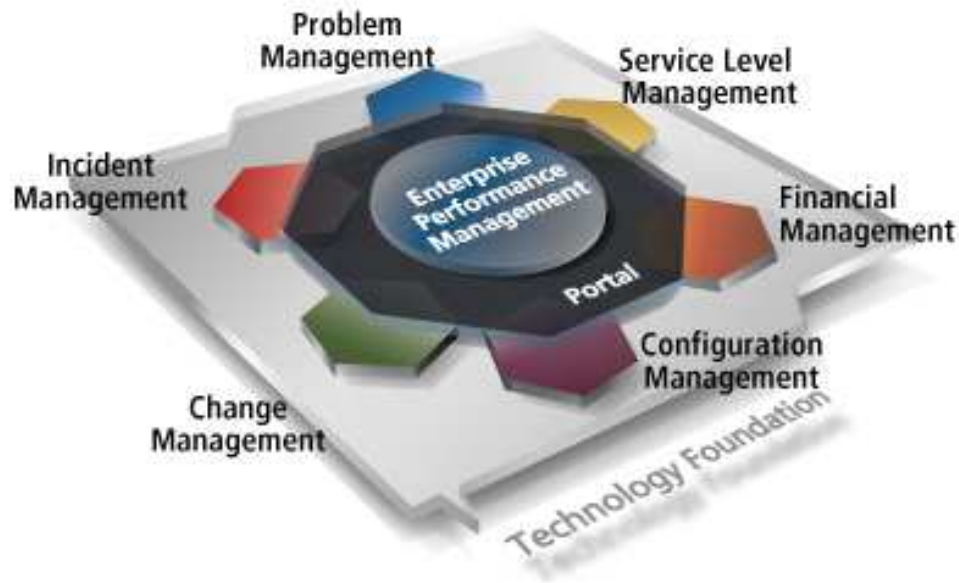 Problem
Management
Service Level
Management
Incident
Management
Enterprise
Performance
Management
Financial
Management
Portal
Configuration
Management
Change
Management
Technology Foundation